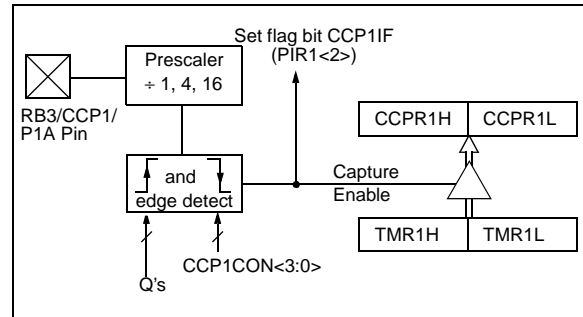 Set flag bit CCP1IF
(PIR1<2>)
Prescaler
÷ 1, 4, 16
RB3/CCP1/
P1A Pin
CCPR1H
CCPR1L
and
edge detect
Capture
Enable
TMR1H
TMR1L
CCP1CON<3:0>
Q's